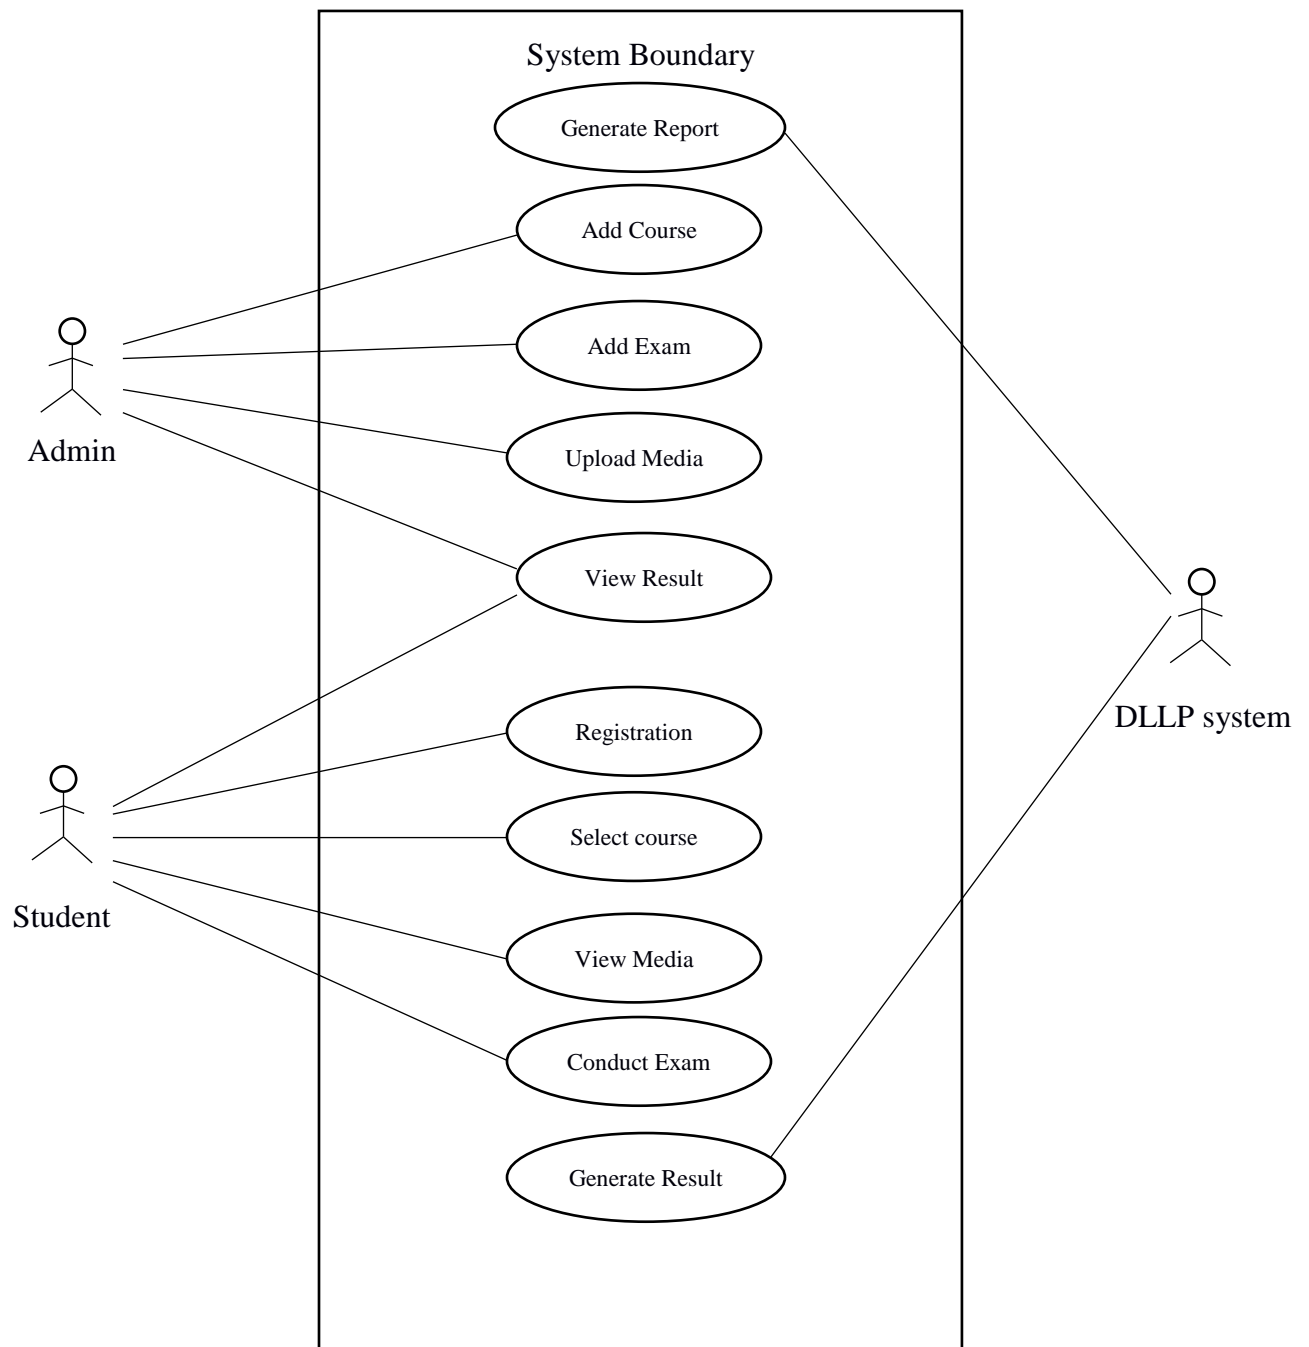 System Boundary
Generate Report
Add Course
Add Exam
Admin
Upload Media
View Result
DLLP system
Registration
Select course
Student
View Media
Conduct Exam
Generate Result